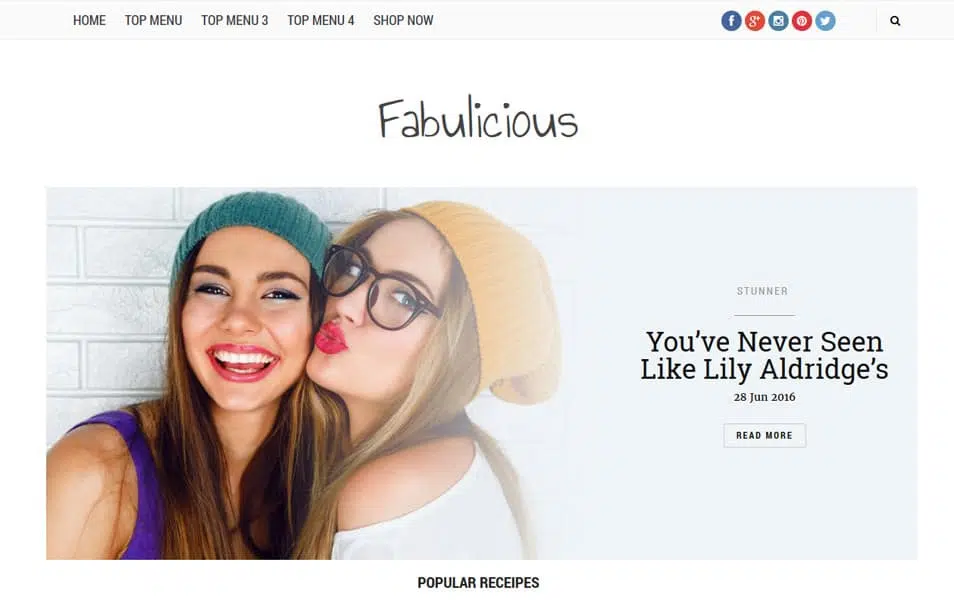 HOME TOP MENU TOP MENU 3 TOP MENU 4 SHOP NOW
Fabulicious
STUNNER
You've Never Seen
Like Lily Aldridge's
28 Jun 2016
READ MORE
POPULAR RECEIPES